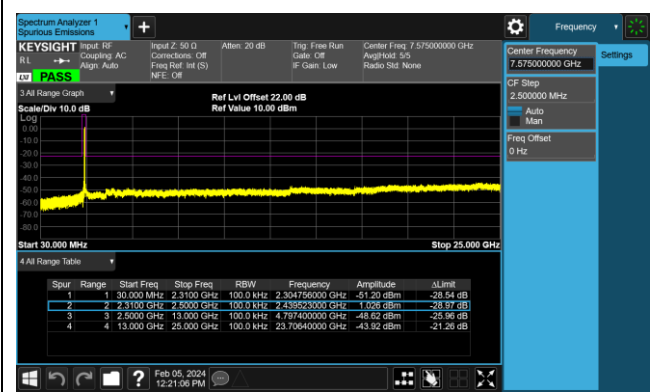 Spectrum Analyzer 1
Spurious Emissions
Frequency
KEYSIGHT
RL
Input: RF
Coupling: AC
Align: Auto
Input Z: 50 Ω
Corrections: Off
Freq Ref: Int (S)
NFE: Off
Atten: 20 dB
Trig: Free Run
Gate: Off
IF Gain: Low
Center Freq: 7.575000000 GHz
Avg|Hold: 5/5
Radio Std: None
LXI PASS
Center Frequency
7.575000000 GHz
Settings
CF Step
2.500000 MHz
Auto
Man
Freq Offset
0 Hz
3 All Range Graph
Scale/Div 10.0 dB
Ref Lvl Offset 22.00 dB
Ref Value 10.00 dBm
Log
0.00
-10.0
-20.0
-30.0
-40.0
-50.0
-60.0
-70.0
-80.0
Start 30.000 MHz Stop 25.000 GHz
4 All Range Table
Spur Range Start Freq Stop Freq RBW Frequency Amplitude ΔLimit
1 1 30.000 MHz 2.3100 GHz 100.0 kHz 2.304756000 GHz -51.20 dBm -28.54 dB
2 2 2.3100 GHz 2.5000 GHz 100.0 kHz 2.439523000 GHz 1.026 dBm -28.97 dB
3 3 2.5000 GHz 13.000 GHz 100.0 kHz 4.797400000 GHz -48.62 dBm -25.96 dB
4 4 13.000 GHz 25.000 GHz 100.0 kHz 23.70640000 GHz -43.92 dBm -21.26 dB
?
Feb 05, 2024
12:21:06 PM